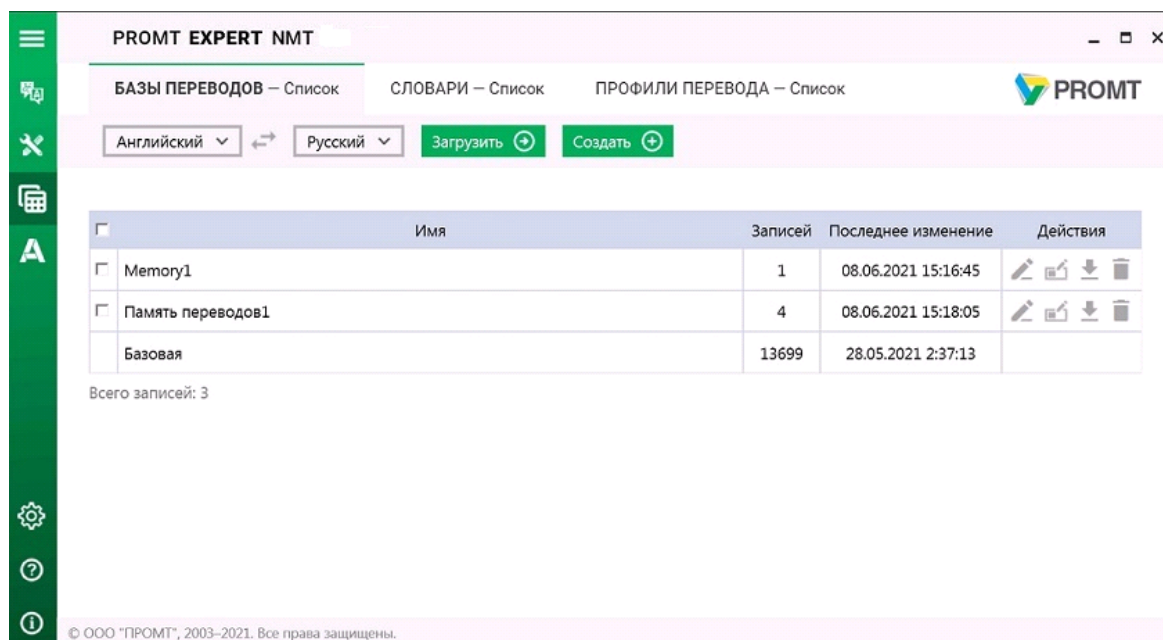 PROMT EXPERT NMT
БАЗЫ ПЕРЕВОДОВ — Список СЛОВАРИ — Список ПРОФИЛИ ПЕРЕВОДА — Список PROMT
Английский Русский Загрузить Создать
Имя Записей Последнее изменение Действия
Memory1 1 08.06.2021 15:16:45
Память переводов1 4 08.06.2021 15:18:05
Базовая 13699 28.05.2021 2:37:13
Всего записей: 3
© ООО "ПРОМТ", 2003–2021. Все права защищены.